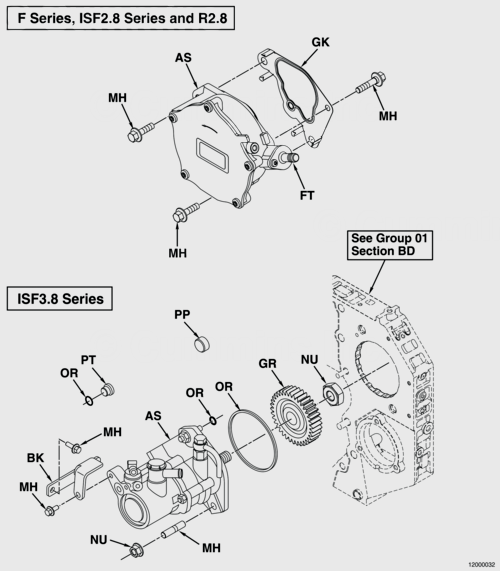 F Series, ISF2.8 Series and R2.8
GK
AS
MH
MH
FT
MH
See Group 01
Section BD
ISF3.8 Series
PP
PT
OR
GR
NU
OR
OR
AS
MH
BK
MH
NU
MH
12000032